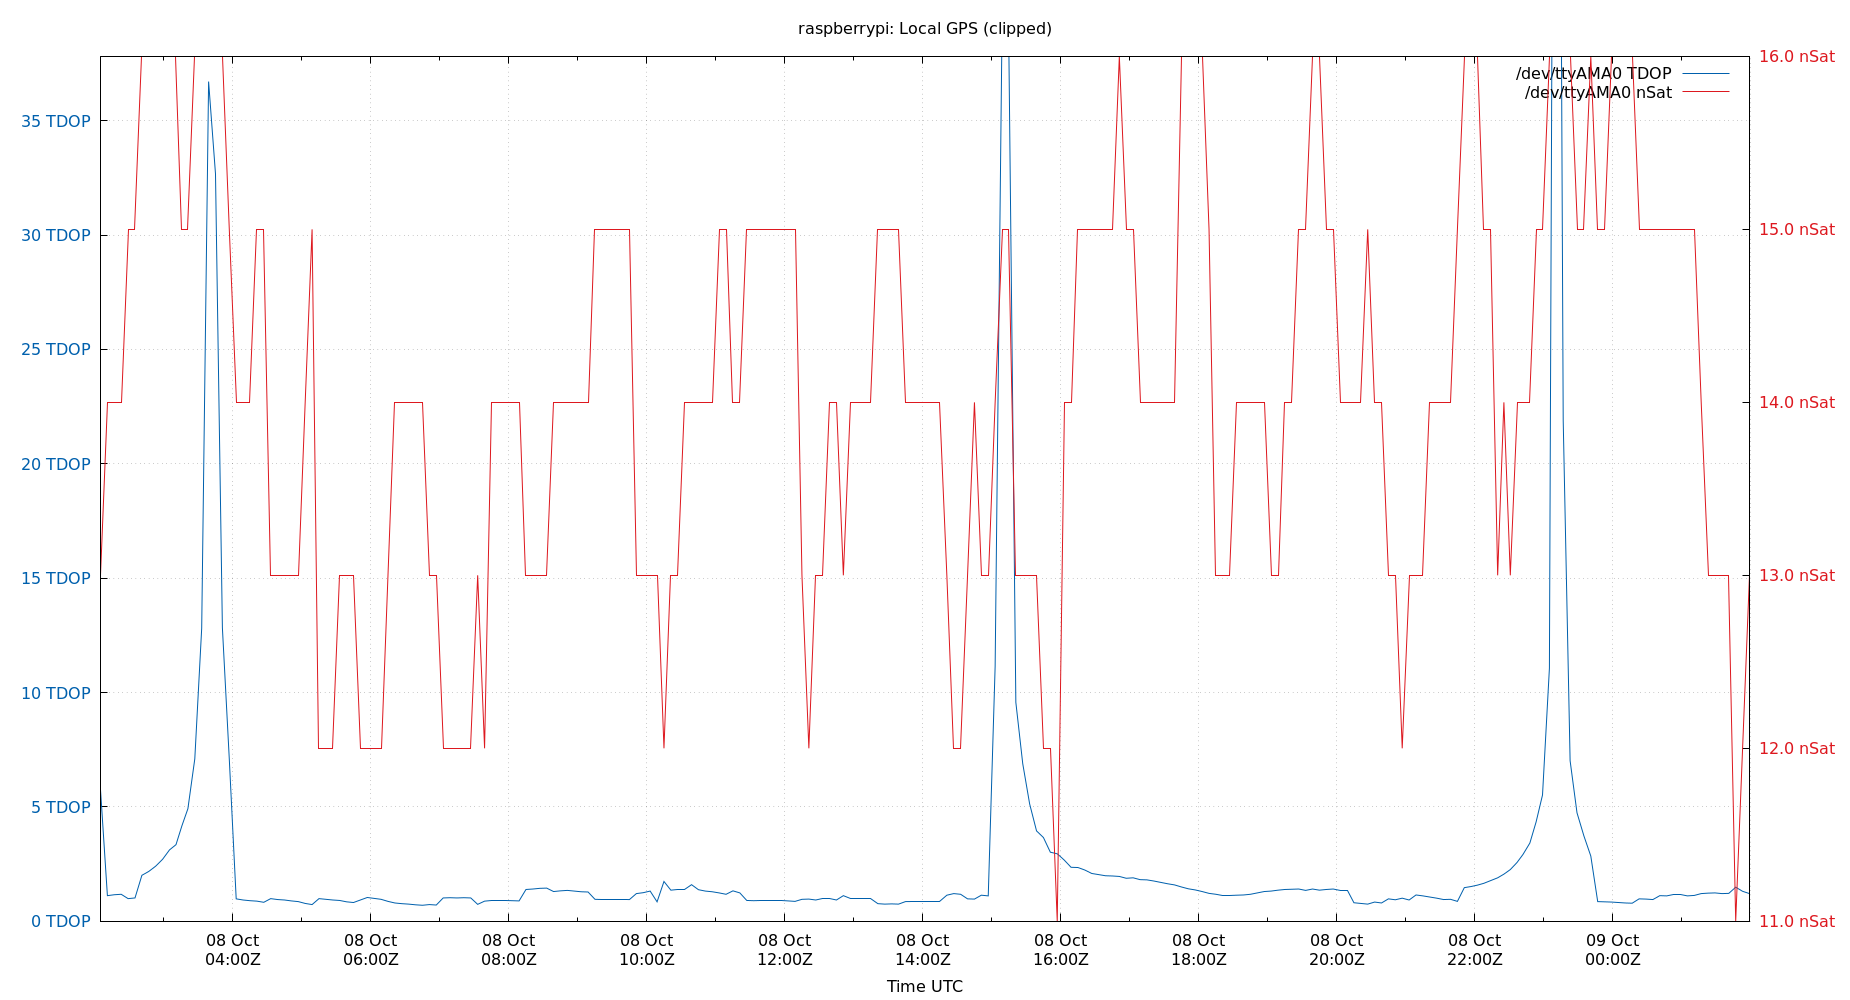 raspberrypi: Local GPS (clipped)
/dev/ttyAMA0 TDOP
/dev/ttyAMA0 nSat
35 TDOP
30 TDOP
25 TDOP
20 TDOP
15 TDOP
10 TDOP
5 TDOP
0 TDOP
16.0 nSat
15.0 nSat
14.0 nSat
13.0 nSat
12.0 nSat
11.0 nSat
08 Oct
04:00Z
08 Oct
06:00Z
08 Oct
08:00Z
08 Oct
10:00Z
08 Oct
12:00Z
08 Oct
14:00Z
08 Oct
16:00Z
08 Oct
18:00Z
08 Oct
20:00Z
08 Oct
22:00Z
09 Oct
00:00Z
Time UTC